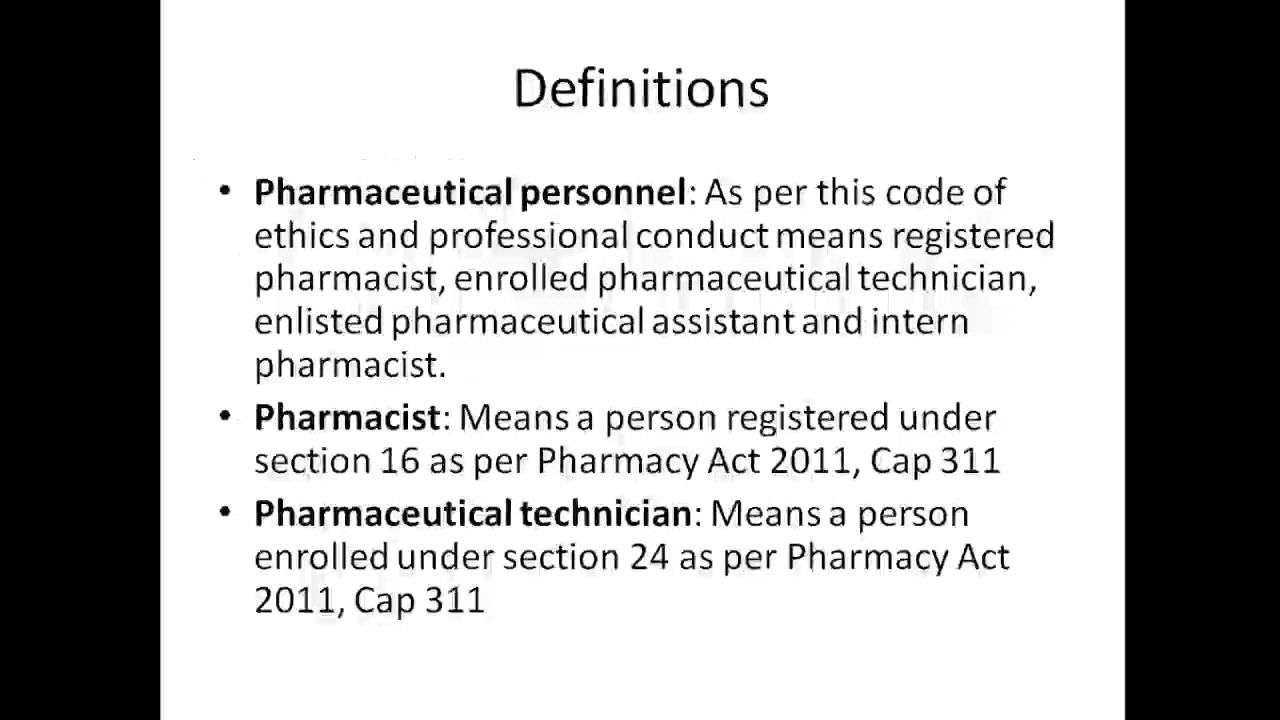 Definitions
• Pharmaceutical personnel: As per this code of
ethics and professional conduct means registered
pharmacist, enrolled pharmaceutical technician,
enlisted pharmaceutical assistant and intern
pharmacist.
• Pharmacist: Means a person registered under
section 16 as per Pharmacy Act 2011, Cap 311
• Pharmaceutical technician: Means a person
enrolled under section 24 as per Pharmacy Act
2011, Cap 311